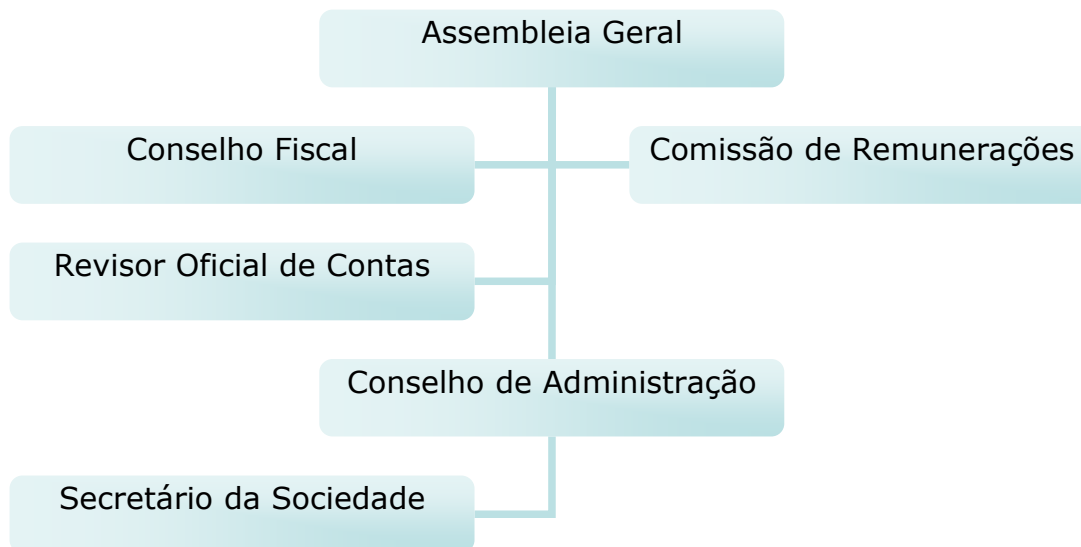 Assembleia Geral
Conselho Fiscal
Comissão de Remunerações
Revisor Oficial de Contas
Conselho de Administração
Secretário da Sociedade